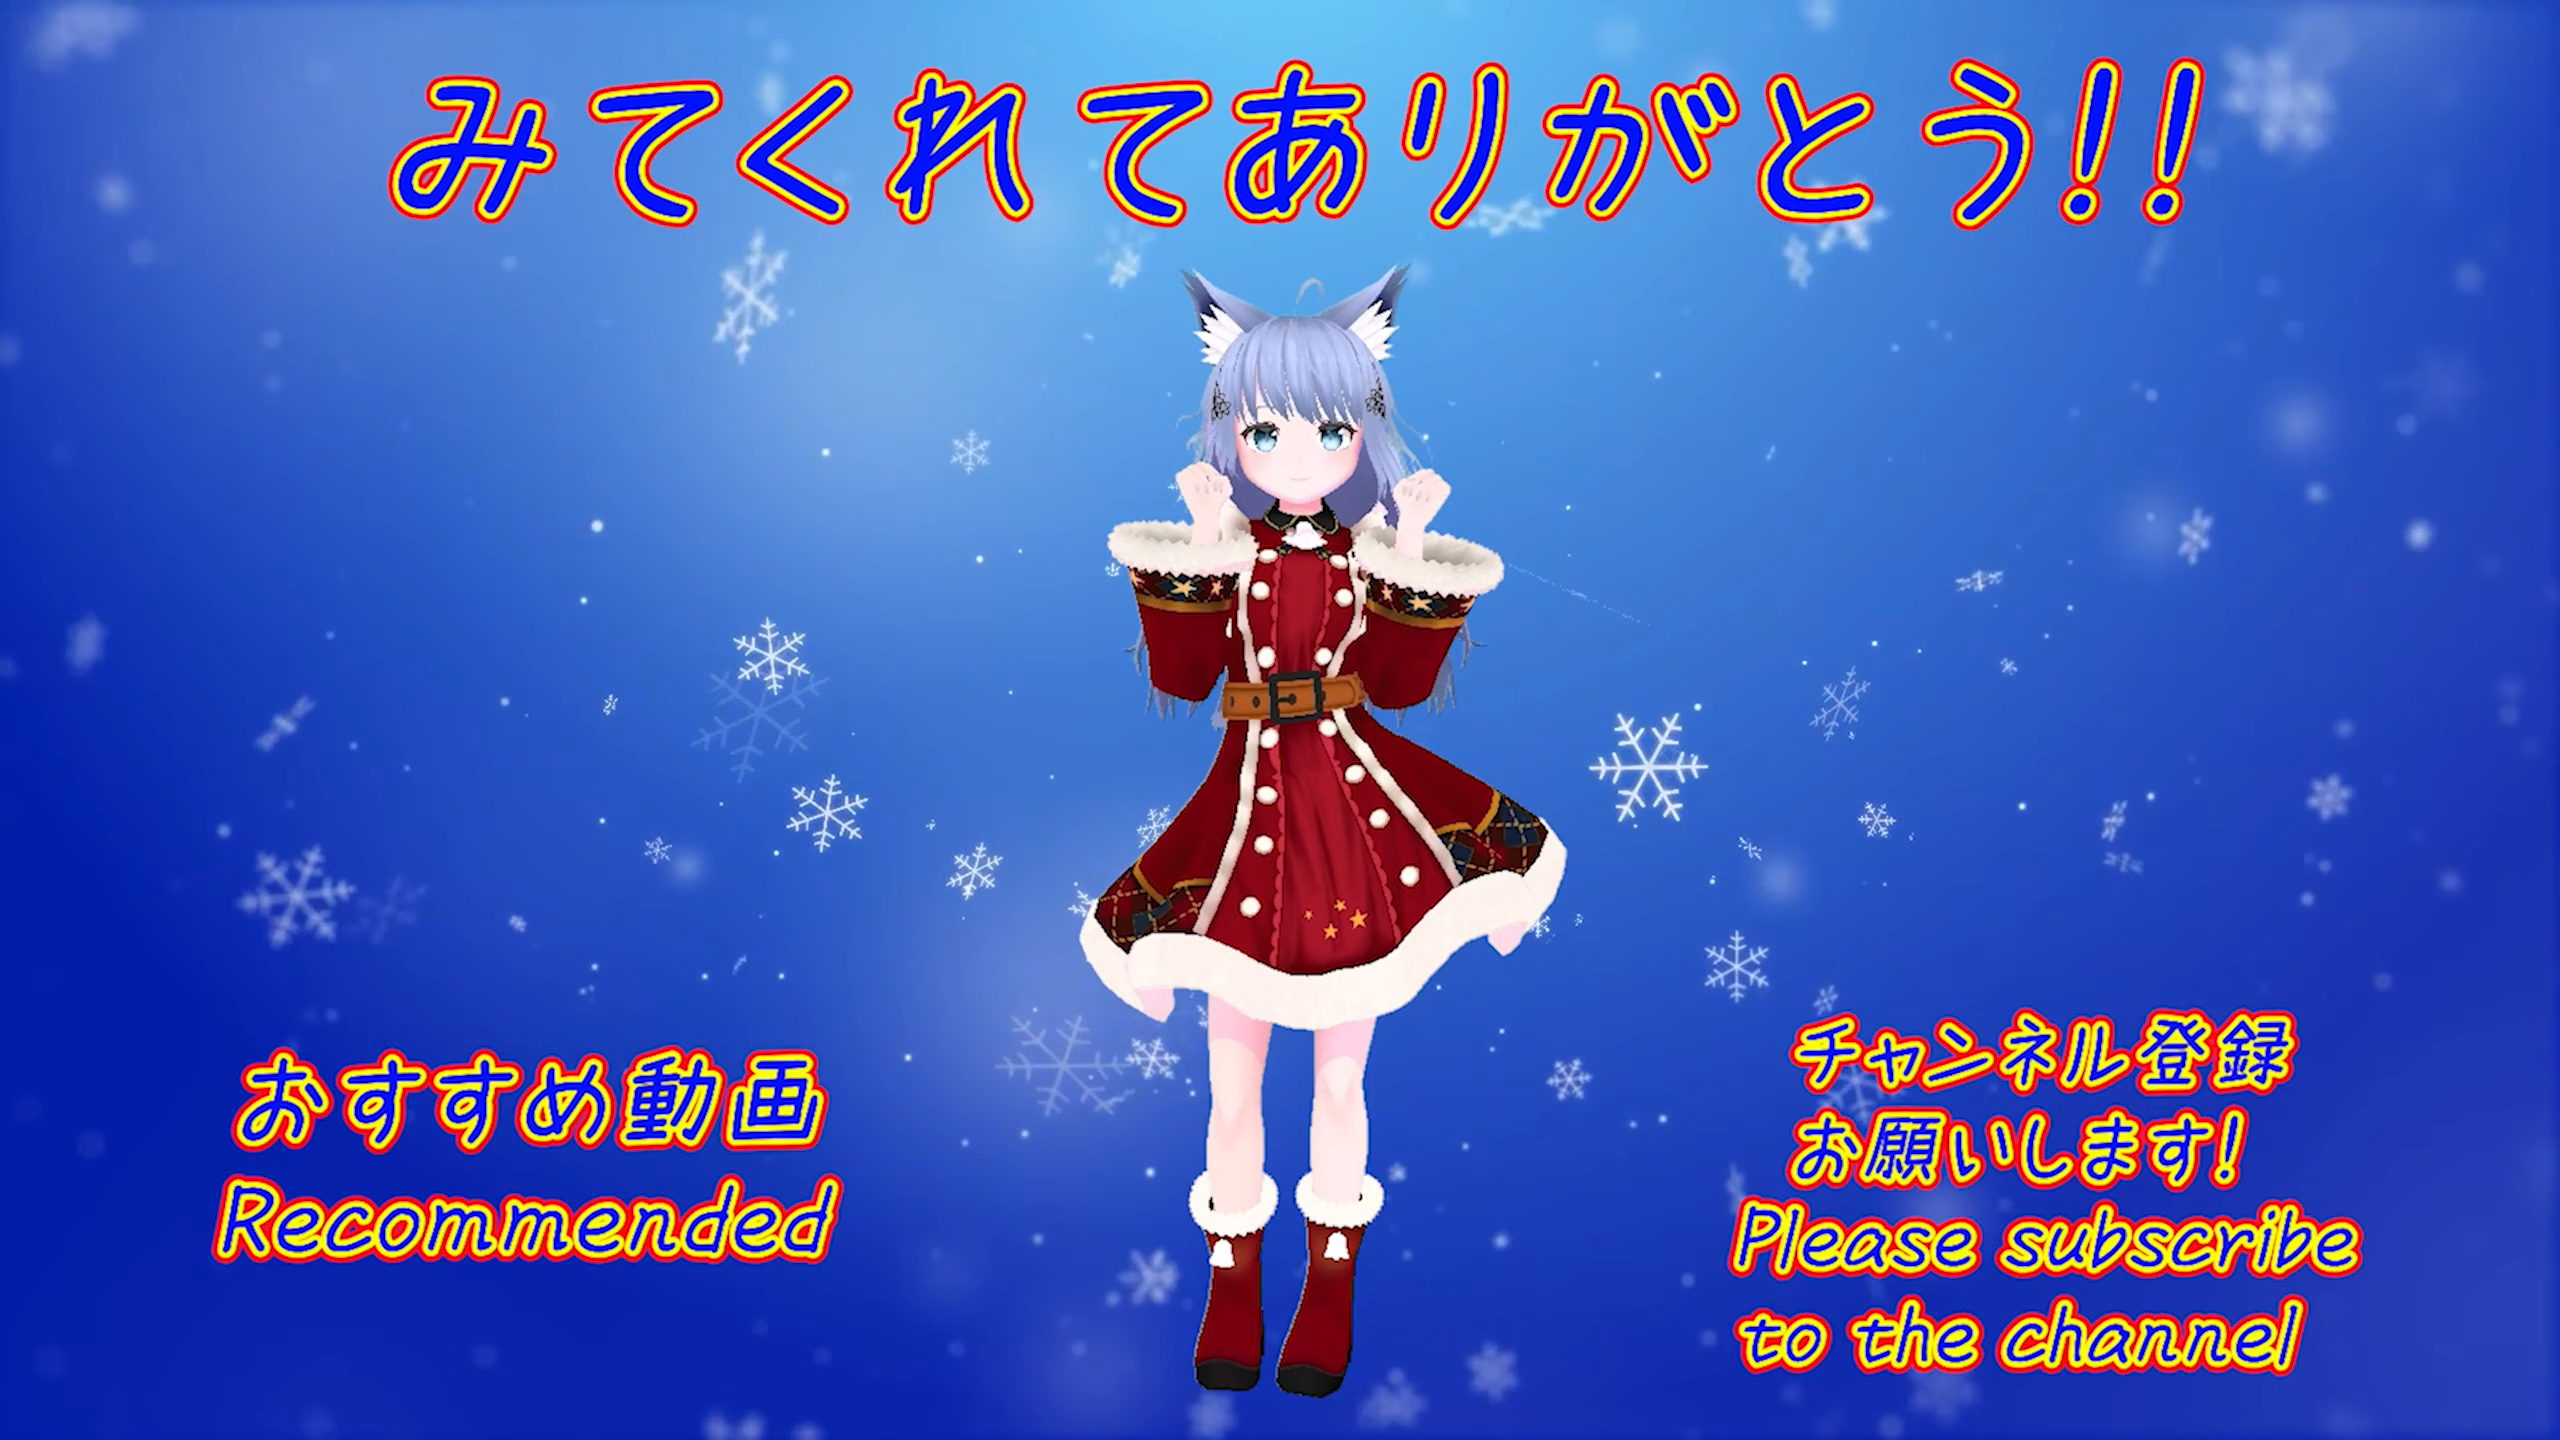 みてくれてありがとう!!
おすすめ動画
Recommended
チャンネル登録
お願いします!
Please subscribe
to the channel